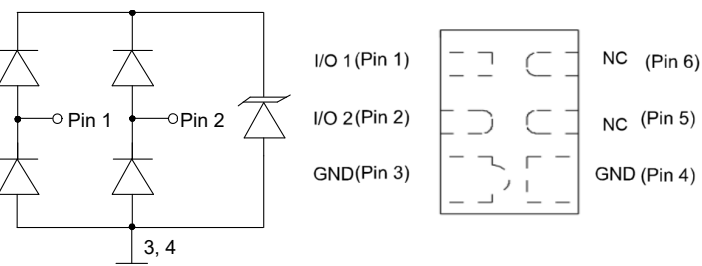 Pin 1
Pin 2
3, 4
I/O 1(Pin 1)
NC (Pin 6)
I/O 2(Pin 2)
NC (Pin 5)
GND(Pin 3)
GND (Pin 4)